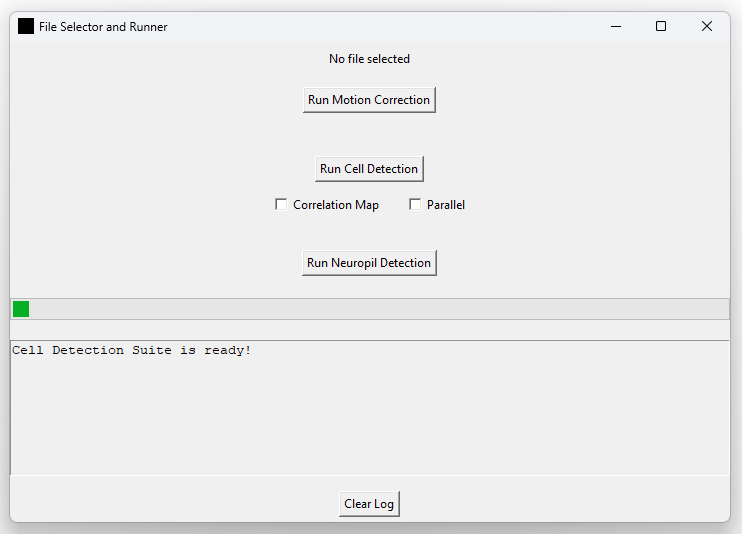 File Selector and Runner
No file selected
Run Motion Correction
Run Cell Detection
Correlation Map Parallel
Run Neuropil Detection
Cell Detection Suite is ready!
Clear Log